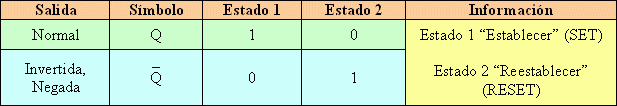 Salida Símbolo Estado 1 Estado 2 Información
Normal Q 1 0 Estado 1 “Establecer” (SET)
Invertida, Negada Q̅ 0 1 Estado 2 “Reestablecer” (RESET)